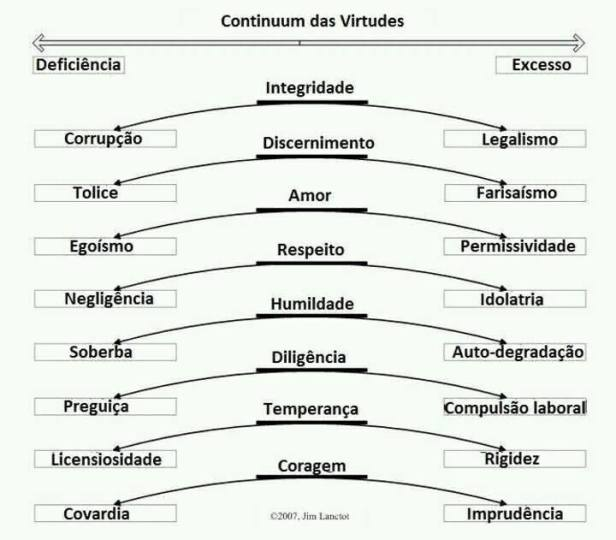 Continuum das Virtudes
Deficiência Excesso
Integridade
Corrupção Legalismo
Discernimento
Tolice Farisaísmo
Amor
Egoísmo Permissividade
Respeito
Negligência Idolatria
Humildade
Soberba Auto-degradação
Diligência
Preguiça Compulsão laboral
Temperança
Licensiosidade Rigidez
Coragem
Covardia ©2007, Jim Lanctot Imprudência